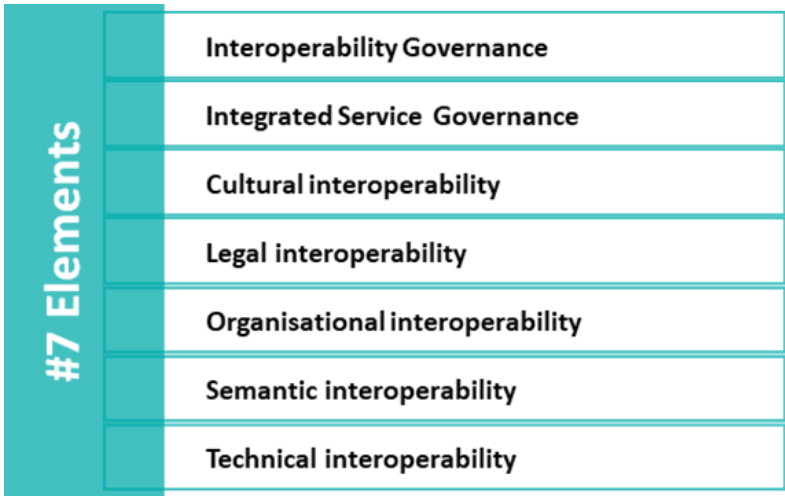 #7 Elements
Interoperability Governance
Integrated Service Governance
Cultural interoperability
Legal interoperability
Organisational interoperability
Semantic interoperability
Technical interoperability